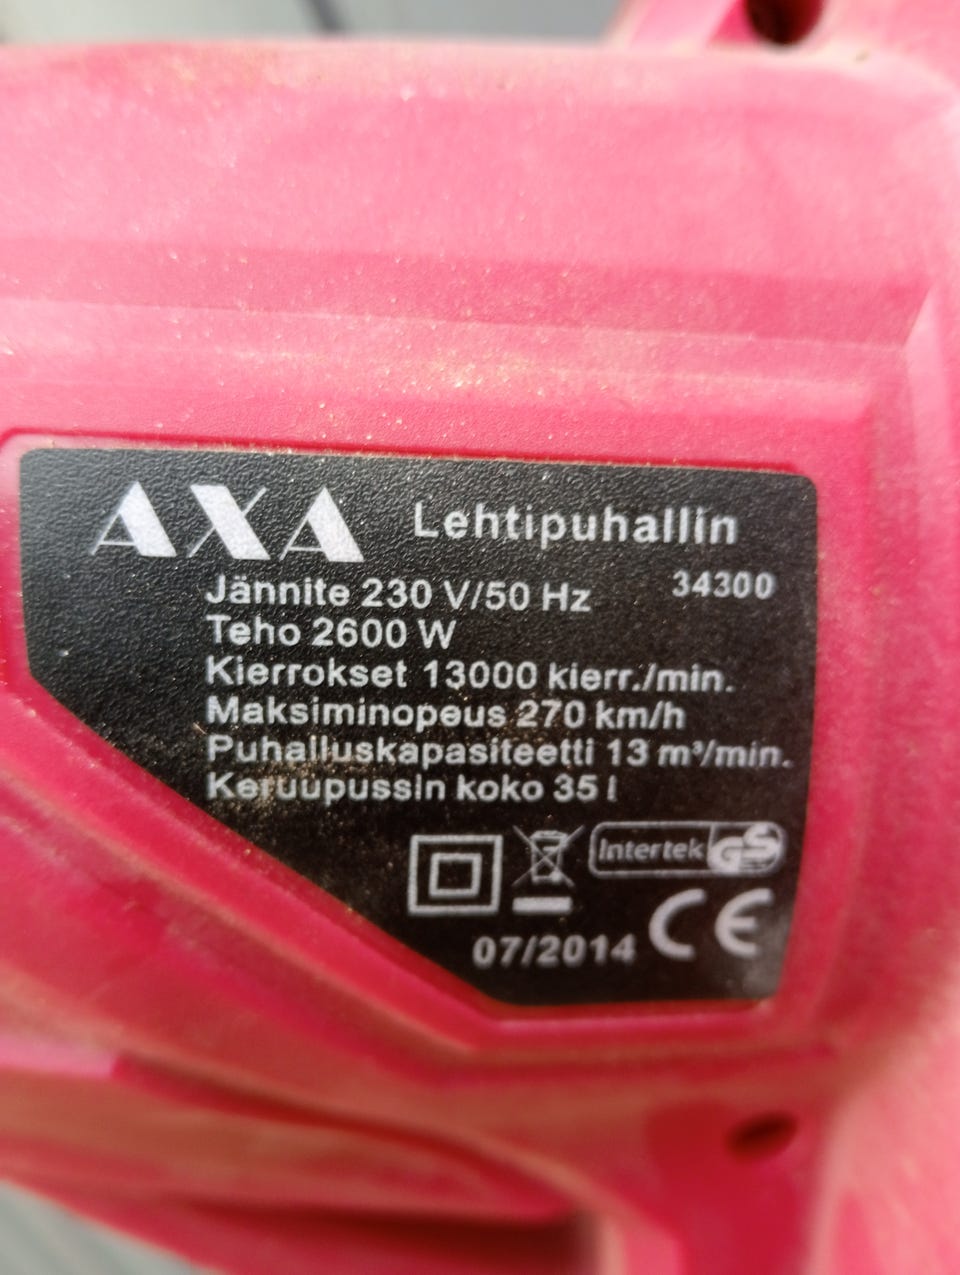 AXA Lehtipuhallin
34300
Jännite 230 V/50 Hz
Teho 2600 W
Kierrokset 13000 kierr./min.
Maksiminopeus 270 km/h
Puhalluskapasiteetti 13 m³/min.
Keruupussin koko 35 l
Intertek GS
07/2014 CE